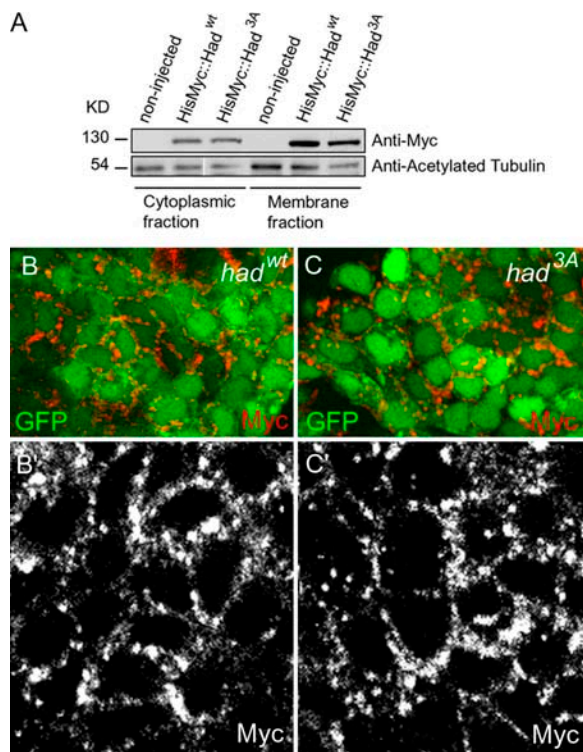 A
non-injected
HisMyc::Had^wt
HisMyc::Had^3A
non-injected
HisMyc::Had^wt
HisMyc::Had^3A
KD
130
Anti-Myc
54
Anti-Acetylated Tubulin
Cytoplasmic fraction
Membrane fraction
B
had^wt
GFP
Myc
C
had^3A
GFP
Myc
B'
Myc
C'
Myc